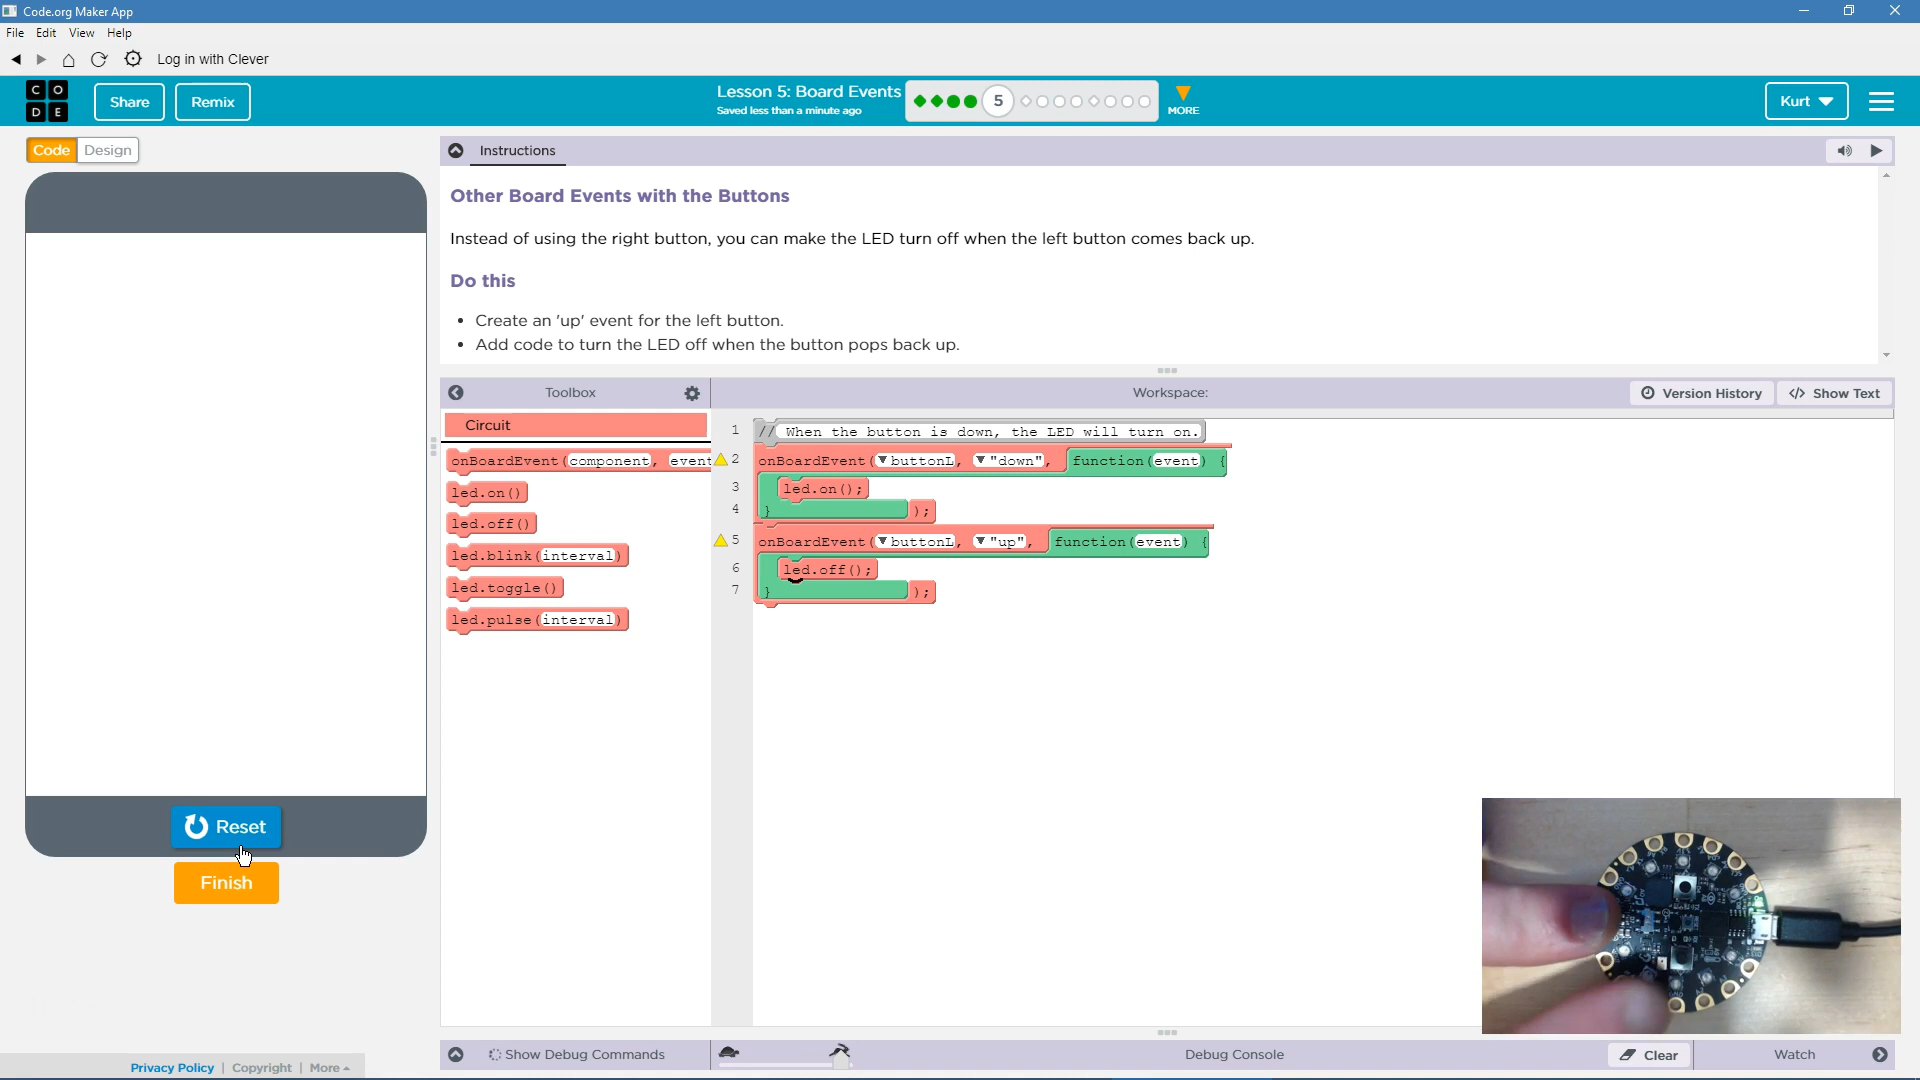 Code.org Maker App
File Edit View Help
Log in with Clever
CODE
Share Remix
Lesson 5: Board Events
Saved less than a minute ago
5
MORE
Kurt
Code Design
Instructions
Other Board Events with the Buttons
Instead of using the right button, you can make the LED turn off when the left button comes back up.
Do this
• Create an 'up' event for the left button.
• Add code to turn the LED off when the button pops back up.
Toolbox
Workspace:
Version History
</> Show Text
Circuit
onBoardEvent(component, event
led.on()
led.off()
led.blink(interval)
led.toggle()
led.pulse(interval)
1 // When the button is down, the LED will turn on.
2 onBoardEvent(▼buttonL, ▼"down", function(event) {
3 led.on();
4 } );
5 onBoardEvent(▼buttonL, ▼"up", function(event) {
6 led.off();
7 } );
Reset
Finish
Show Debug Commands
Debug Console
Clear
Watch
Privacy Policy | Copyright | More